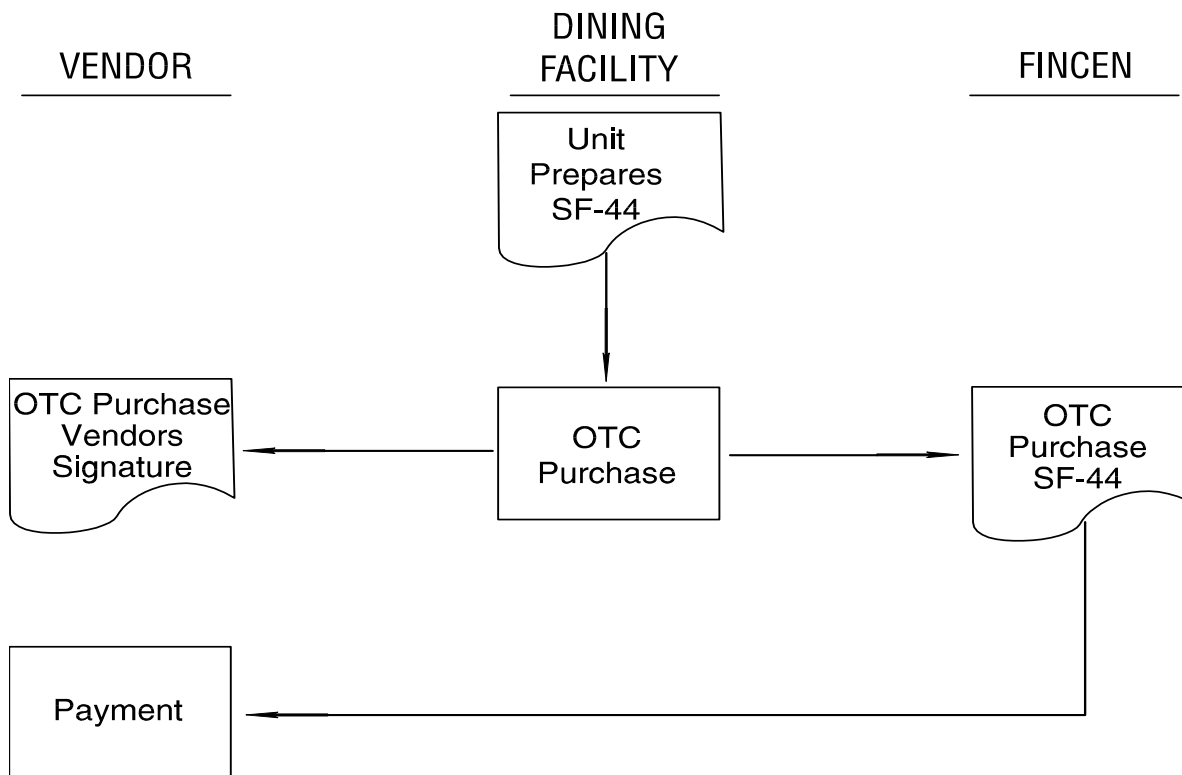 VENDOR
DINING
FACILITY
FINCEN
Unit
Prepares
SF-44
OTC Purchase
Vendors
Signature
OTC
Purchase
OTC
Purchase
SF-44
Payment